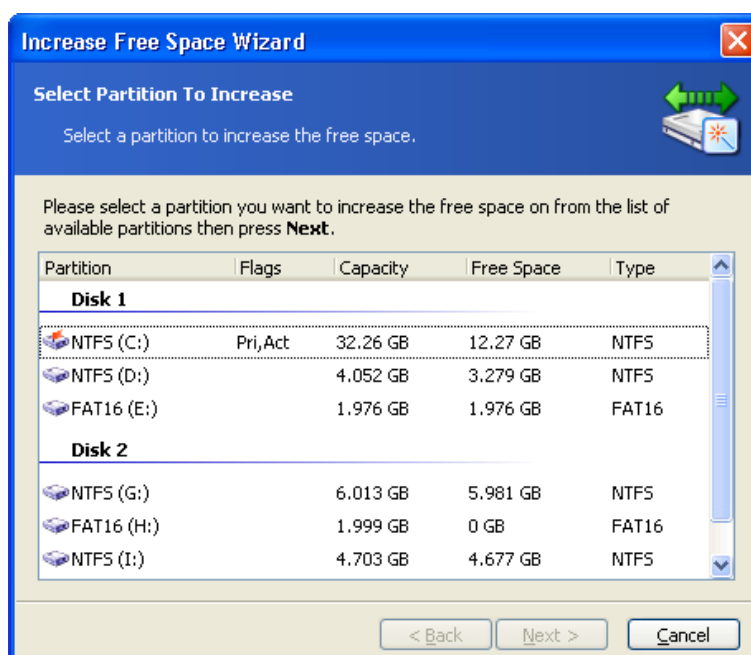 Increase Free Space Wizard
Select Partition To Increase
Select a partition to increase the free space.
Please select a partition you want to increase the free space on from the list of
available partitions then press Next.
Partition Flags Capacity Free Space Type
Disk 1
NTFS (C:) Pri,Act 32.26 GB 12.27 GB NTFS
NTFS (D:) 4.052 GB 3.279 GB NTFS
FAT16 (E:) 1.976 GB 1.976 GB FAT16
Disk 2
NTFS (G:) 6.013 GB 5.981 GB NTFS
FAT16 (H:) 1.999 GB 0 GB FAT16
NTFS (I:) 4.703 GB 4.677 GB NTFS
< Back Next > Cancel